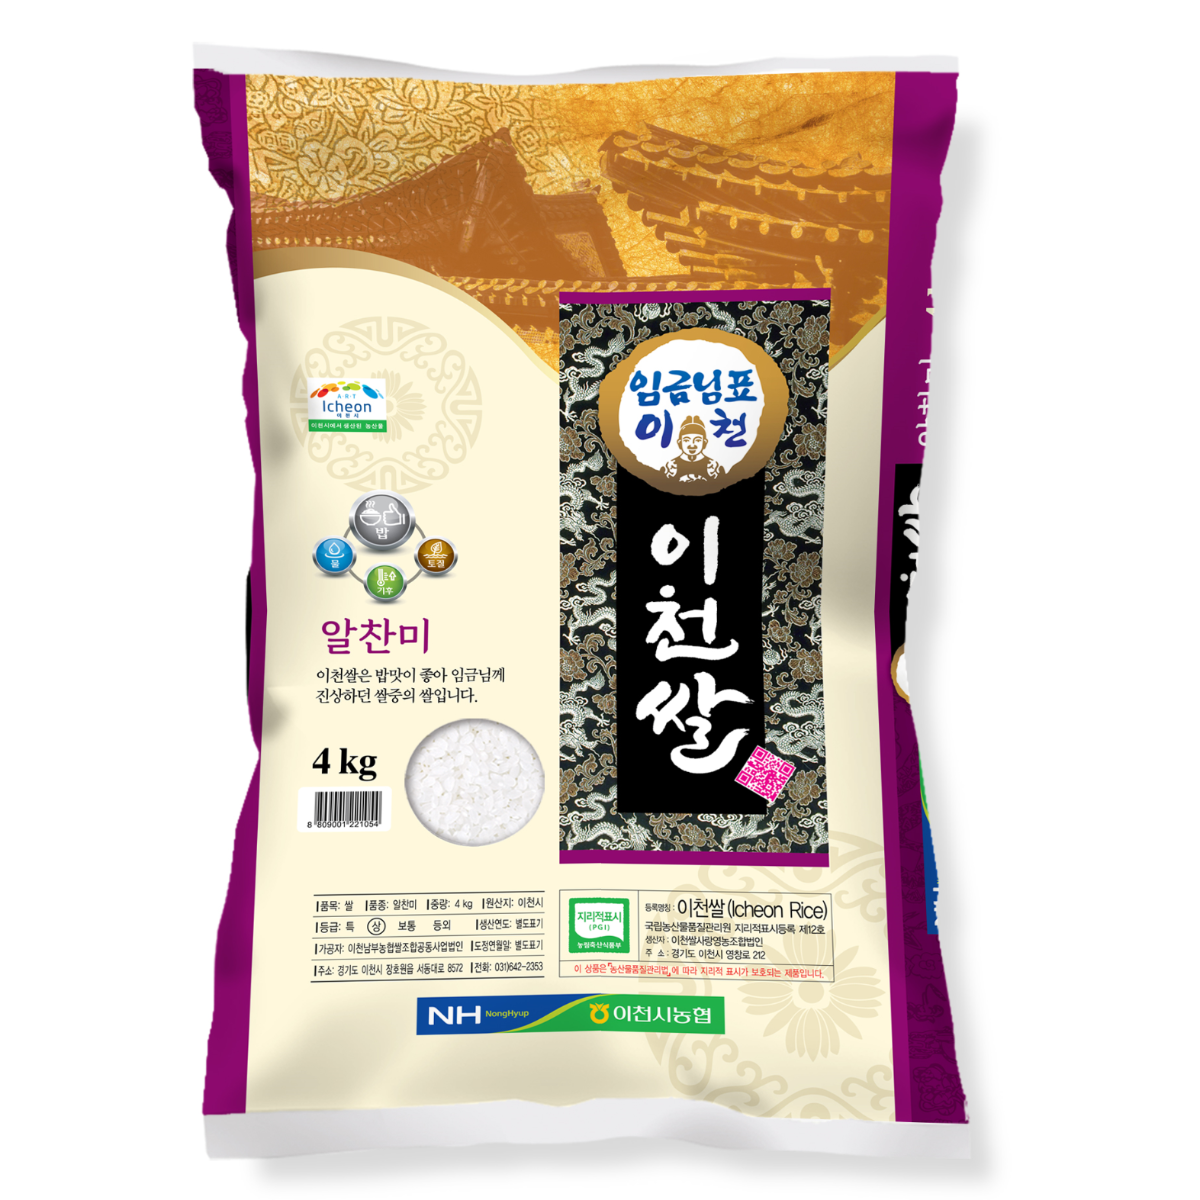 임금님표
이천
이천쌀
A·R·T
Icheon
이천시
이천시에서 생산된 농산물
밥
물
토질
기후
알찬미
이천쌀은 밥맛이 좋아 임금님께
진상하던 쌀중의 쌀입니다.
4 kg
8 809001 221054
품목: 쌀 품종: 알찬미 중량: 4 kg 원산지: 이천시
등급: 특 상 보통 등외 생산연도: 별도표기
가공자: 이천남부농협쌀조합공동사업법인 도정연월일: 별도표기
주소: 경기도 이천시 장호원읍 서동대로 8572 전화: 031)642-2353
지리적표시
(PGI)
농림축산식품부
등록명칭 : 이천쌀(Icheon Rice)
국립농산물품질관리원 지리적표시등록 제12호
생산자 : 이천쌀사랑영농조합법인
주 소 : 경기도 이천시 영창로 212
이 상품은「농산물품질관리법」에 따라 지리적 표시가 보호되는 제품입니다.
NH NongHyup 이천시농협